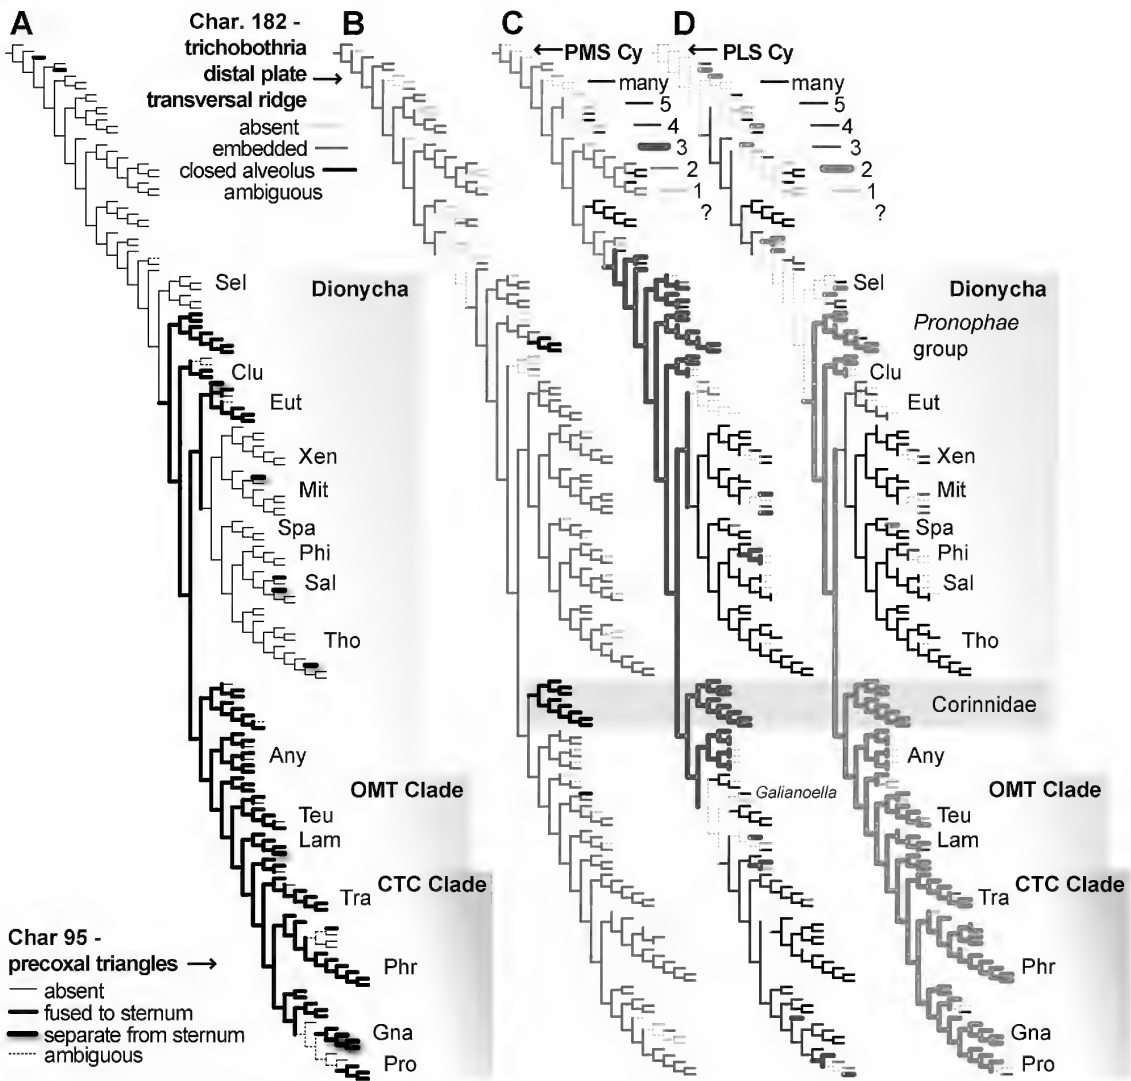 A
Char. 182 -
trichobothria
distal plate
transversal ridge
absent
embedded
closed alveolus
ambiguous
B
C
PMS Cy
many
5
4
3
2
1
?
D
PLS Cy
many
5
4
3
2
1
?
Sel
Dionycha
Clu
Eut
Xen
Mit
Spa
Phi
Sal
Tho
Any
OMT Clade
Teu
Lam
CTC Clade
Tra
Phr
Gna
Pro
Galianoella
Sel
Dionycha
Pronophae
group
Clu
Eut
Xen
Mit
Spa
Phi
Sal
Tho
Corinnidae
Any
OMT Clade
Teu
Lam
CTC Clade
Tra
Phr
Gna
Pro
Char 95 -
precoxal triangles
absent
fused to sternum
separate from sternum
ambiguous